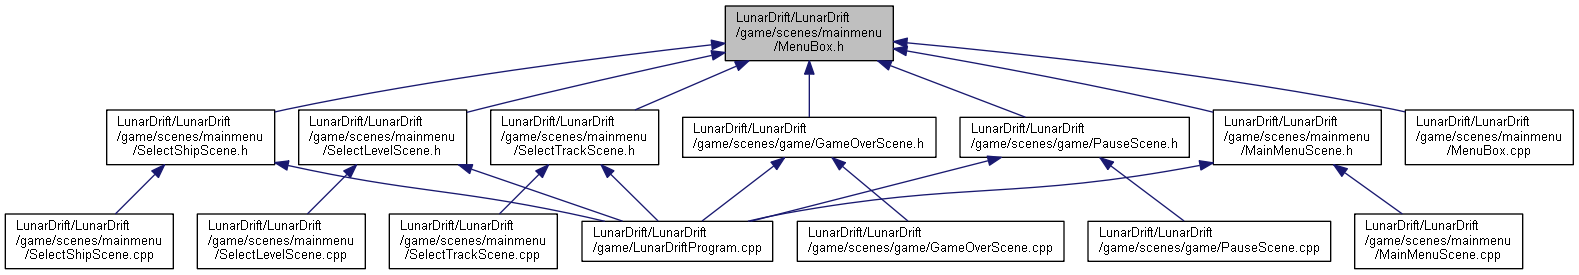 LunarDrift/LunarDrift
/game/scenes/mainmenu
/MenuBox.h
LunarDrift/LunarDrift
/game/scenes/mainmenu
/SelectShipScene.h
LunarDrift/LunarDrift
/game/scenes/mainmenu
/SelectLevelScene.h
LunarDrift/LunarDrift
/game/scenes/mainmenu
/SelectTrackScene.h
LunarDrift/LunarDrift
/game/scenes/game/GameOverScene.h
LunarDrift/LunarDrift
/game/scenes/game/PauseScene.h
LunarDrift/LunarDrift
/game/scenes/mainmenu
/MainMenuScene.h
LunarDrift/LunarDrift
/game/scenes/mainmenu
/MenuBox.cpp
LunarDrift/LunarDrift
/game/scenes/mainmenu
/SelectShipScene.cpp
LunarDrift/LunarDrift
/game/scenes/mainmenu
/SelectLevelScene.cpp
LunarDrift/LunarDrift
/game/scenes/mainmenu
/SelectTrackScene.cpp
LunarDrift/LunarDrift
/game/LunarDriftProgram.cpp
LunarDrift/LunarDrift
/game/scenes/game/GameOverScene.cpp
LunarDrift/LunarDrift
/game/scenes/game/PauseScene.cpp
LunarDrift/LunarDrift
/game/scenes/mainmenu
/MainMenuScene.cpp